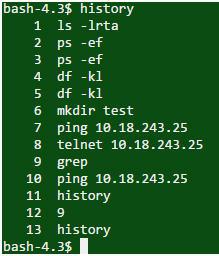 bash-4.3$ history
1 ls -lrta
2 ps -ef
3 ps -ef
4 df -kl
5 df -kl
6 mkdir test
7 ping 10.18.243.25
8 telnet 10.18.243.25
9 grep
10 ping 10.18.243.25
11 history
12 9
13 history
bash-4.3$